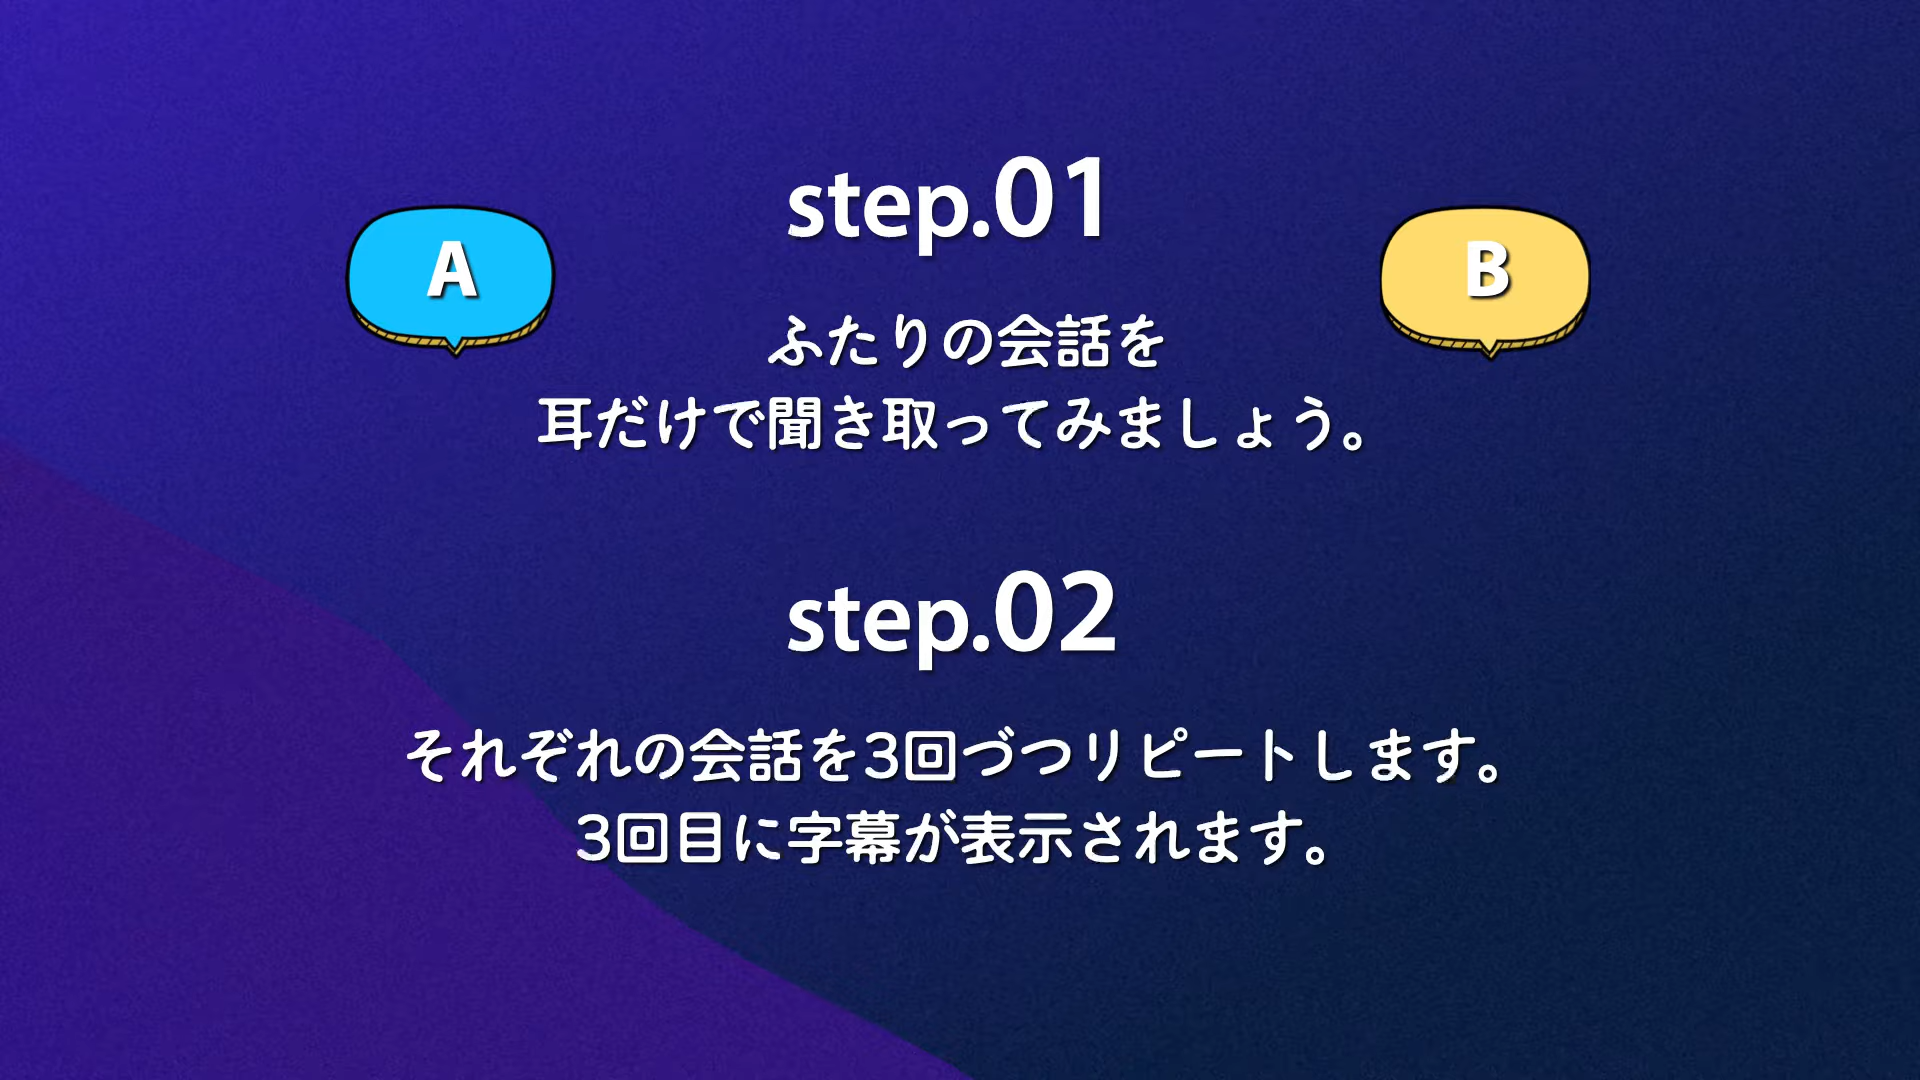 step.01
A
B
ふたりの会話を
耳だけで聞き取ってみましょう。
step.02
それぞれの会話を3回づつリピートします。
3回目に字幕が表示されます。